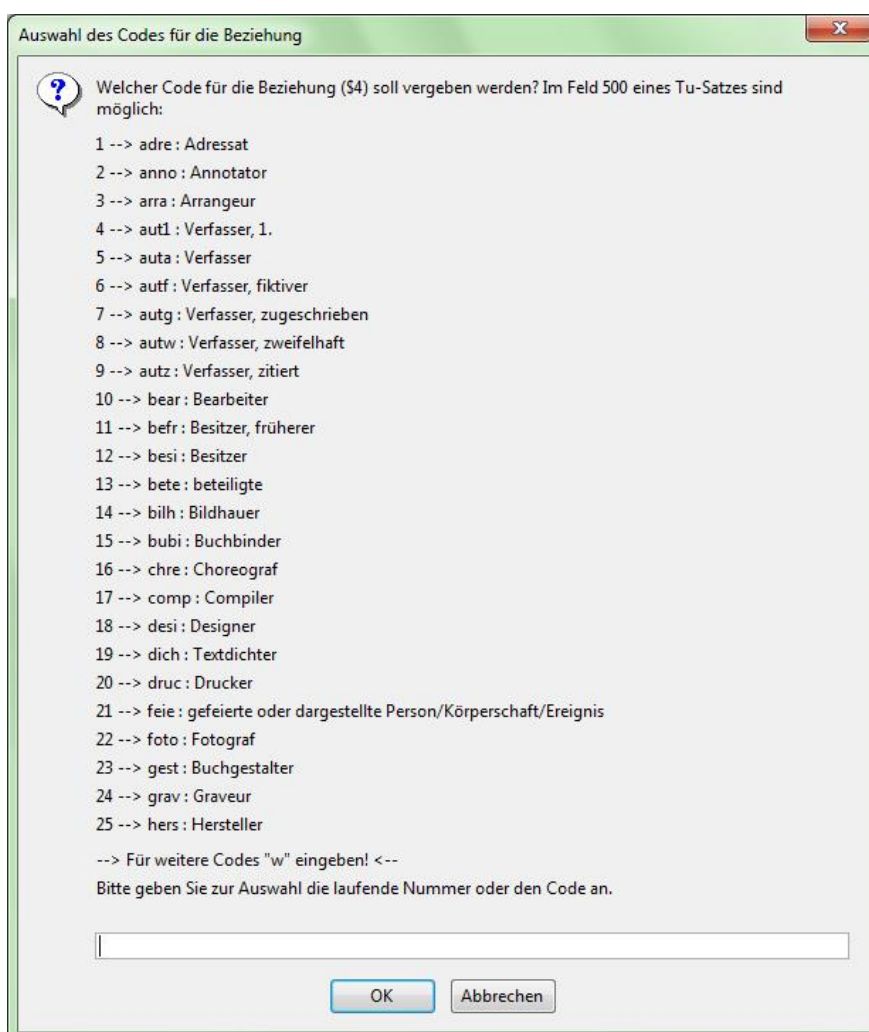 Auswahl des Codes für die Beziehung
Welcher Code für die Beziehung ($4) soll vergeben werden? Im Feld 500 eines Tu-Satzes sind
möglich:
1 --> adre : Adressat
2 --> anno : Annotator
3 --> arra : Arrangeur
4 --> aut1 : Verfasser, 1.
5 --> auta : Verfasser
6 --> autf : Verfasser, fiktiver
7 --> autg : Verfasser, zugeschrieben
8 --> autw : Verfasser, zweifelhaft
9 --> autz : Verfasser, zitiert
10 --> bear : Bearbeiter
11 --> befr : Besitzer, früherer
12 --> besi : Besitzer
13 --> bete : beteiligte
14 --> bilh : Bildhauer
15 --> bubi : Buchbinder
16 --> chre : Choreograf
17 --> comp : Compiler
18 --> desi : Designer
19 --> dich : Textdichter
20 --> druc : Drucker
21 --> feie : gefeierte oder dargestellte Person/Körperschaft/Ereignis
22 --> foto : Fotograf
23 --> gest : Buchgestalter
24 --> grav : Graveur
25 --> hers : Hersteller
--> Für weitere Codes "w" eingeben! <--
Bitte geben Sie zur Auswahl die laufende Nummer oder den Code an.
OK Abbrechen